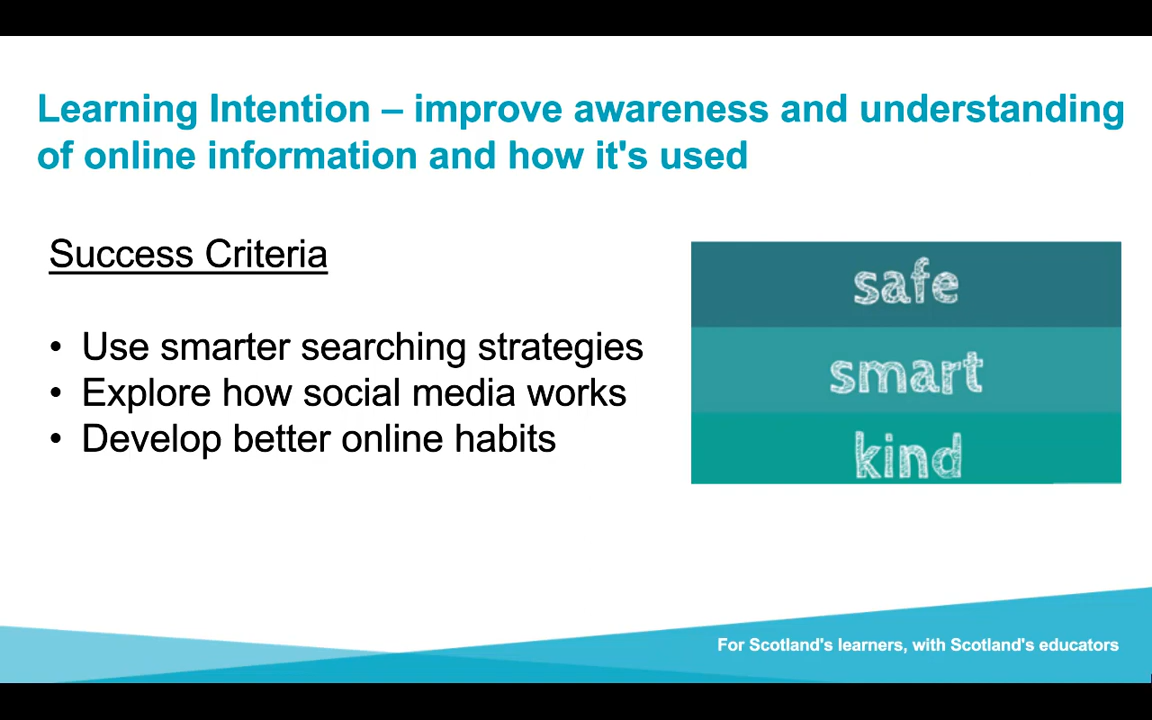 Learning Intention – improve awareness and understanding
of online information and how it's used
Success Criteria
• Use smarter searching strategies
• Explore how social media works
• Develop better online habits
safe
smart
kind
For Scotland's learners, with Scotland's educators